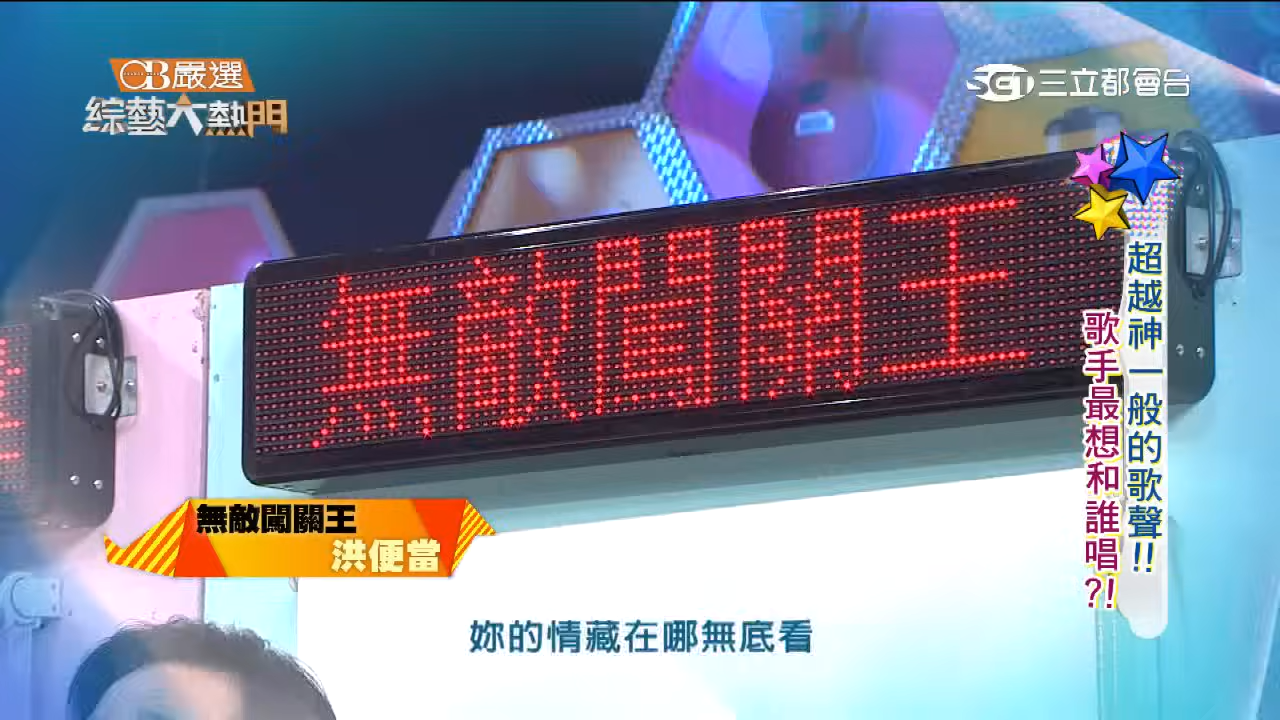 CB嚴選
綜藝大熱門
SET三立都會台
無敵闖關王
超越神一般的歌聲!!
歌手最想和誰唱?!
無敵闖關王
洪便當
妳的情藏在哪無底看